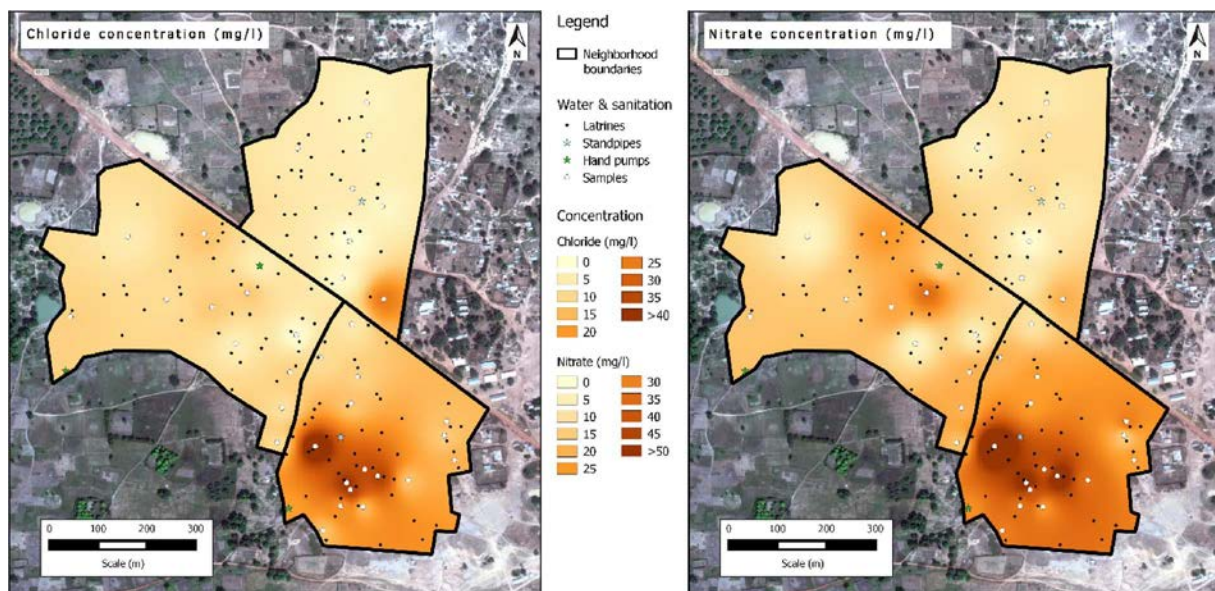 Chloride concentration (mg/l)
N
0 100 200 300
Scale (m)
Legend
Neighborhood
boundaries
Water & sanitation
Latrines
Standpipes
Hand pumps
Samples
Concentration
Chloride (mg/l)
0 25
5 30
10 35
15 >40
20
Nitrate (mg/l)
0 30
5 35
10 40
15 45
20 >50
25
Nitrate concentration (mg/l)
N
0 100 200 300
Scale (m)